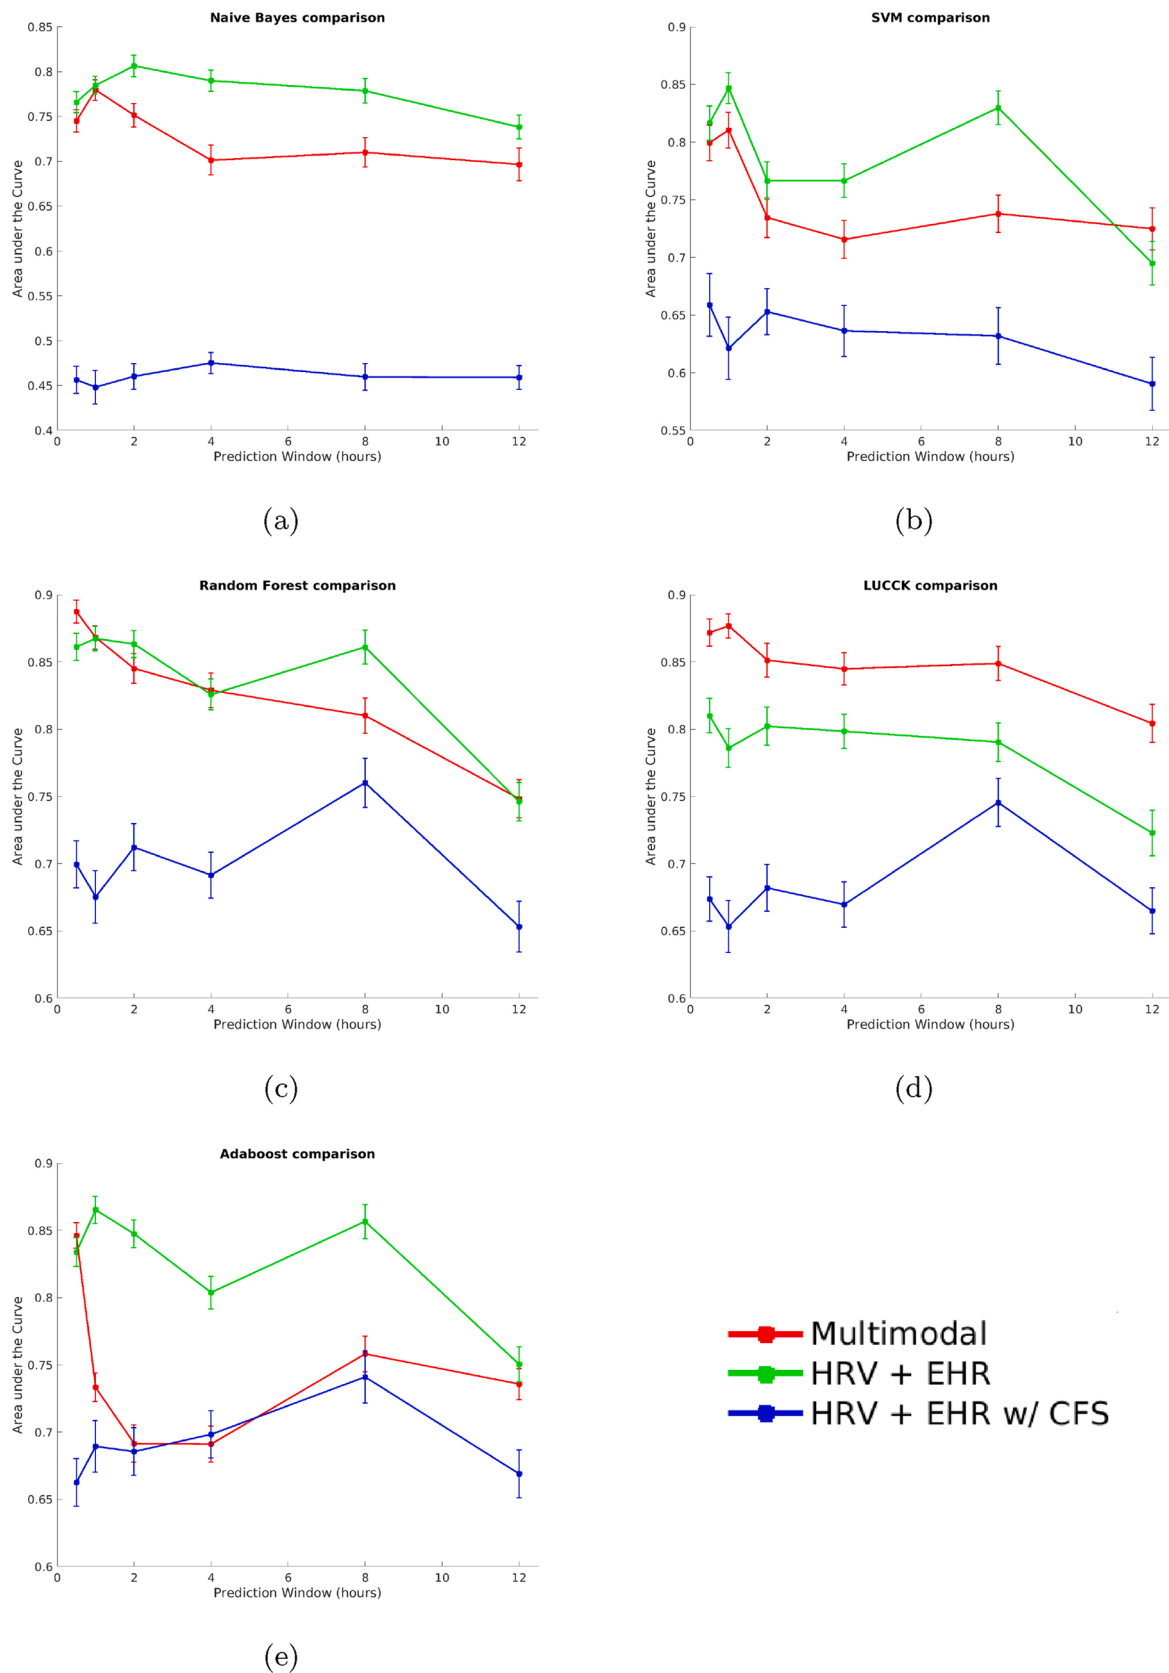 Naive Bayes comparison
0.85
0.8
0.75
0.7
0.65
0.6
0.55
0.5
0.45
0.4
Area under the Curve
0 2 4 6 8 10 12
Prediction Window (hours)
(a)
SVM comparison
0.9
0.85
0.8
0.75
0.7
0.65
0.6
0.55
Area under the Curve
0 2 4 6 8 10 12
Prediction Window (hours)
(b)
Random Forest comparison
0.9
0.85
0.8
0.75
0.7
0.65
0.6
Area under the Curve
0 2 4 6 8 10 12
Prediction Window (hours)
(c)
LUCCK comparison
0.9
0.85
0.8
0.75
0.7
0.65
0.6
Area under the Curve
0 2 4 6 8 10 12
Prediction Window (hours)
(d)
Adaboost comparison
0.9
0.85
0.8
0.75
0.7
0.65
0.6
Area under the Curve
0 2 4 6 8 10 12
Prediction Window (hours)
(e)
Multimodal
HRV + EHR
HRV + EHR w/ CFS